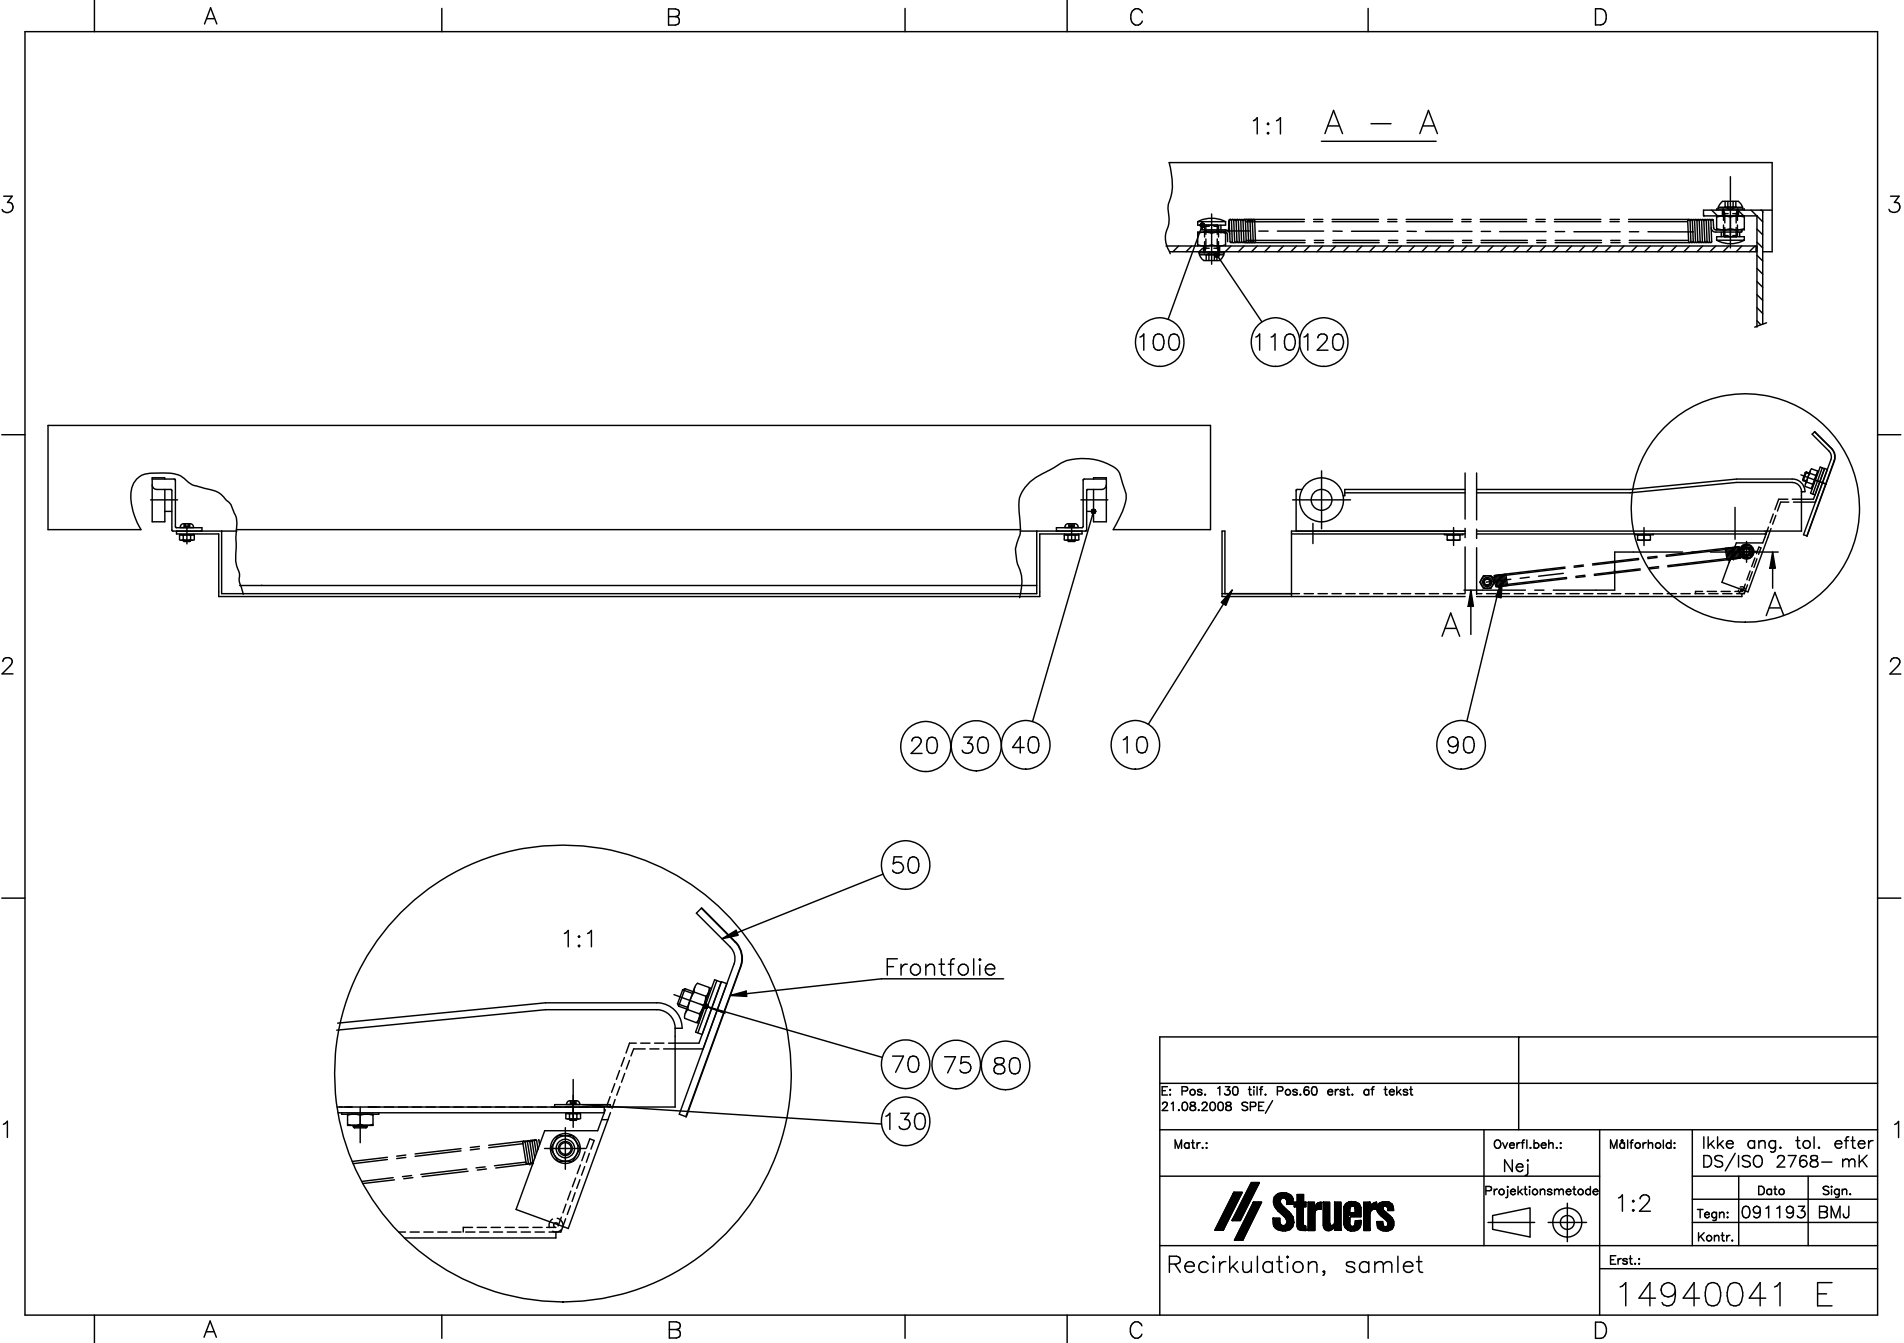 A B C D
1:1 A – A
3 3
100 110 120
A A
2 2
20 30 40 10 90
50
1:1
Frontfolie
70 75 80
130
1 1
E: Pos. 130 tilf. Pos.60 erst. af tekst
21.08.2008 SPE/
Matr.:
Overfl.beh.:
Nej
Målforhold:
1:2
Ikke ang. tol. efter
DS/ISO 2768– mK
Projektionsmetode
Dato Sign.
Tegn: 091193 BMJ
Kontr.
Struers
Recirkulation, samlet
Erst.:
14940041 E
A B C D